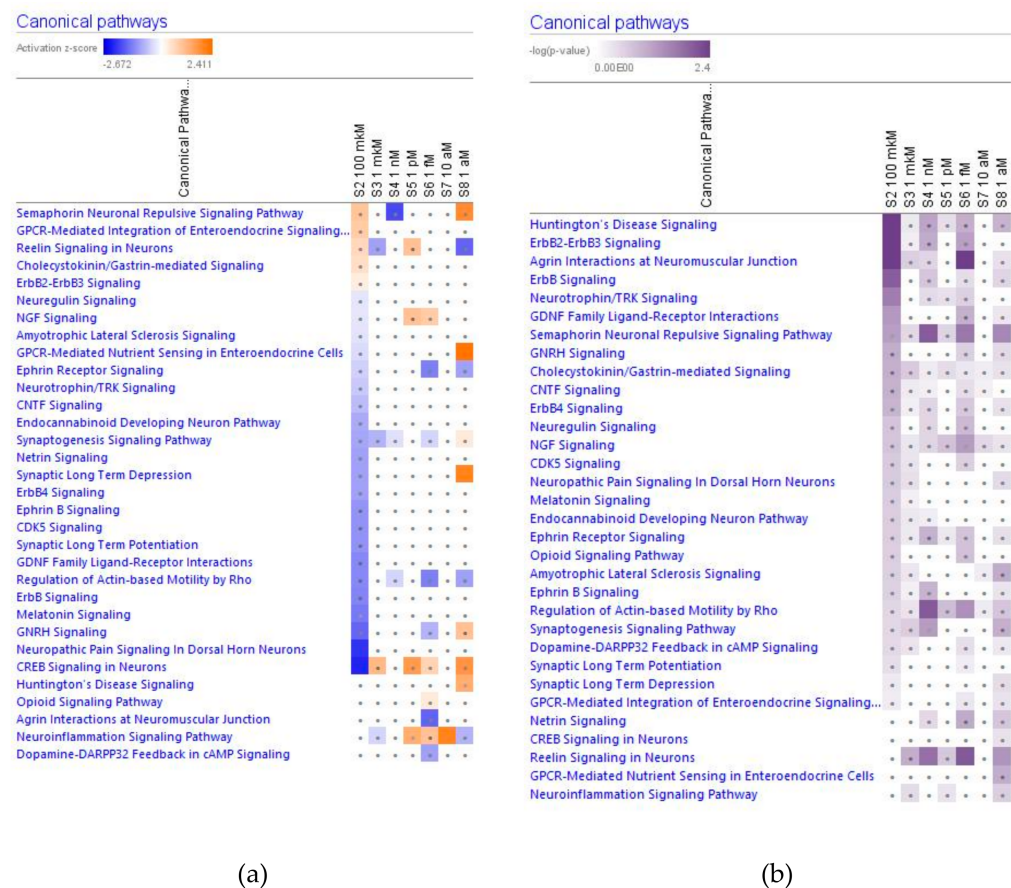 Canonical pathways
Activation z-score
-2.672 2.411
Canonical Pathwa...
S2 100 mkM
S3 1 mkM
S4 1 nM
S5 1 pM
S6 1 fM
S7 10 aM
S8 1 aM
Semaphorin Neuronal Repulsive Signaling Pathway
GPCR-Mediated Integration of Enteroendocrine Signaling...
Reelin Signaling in Neurons
Cholecystokinin/Gastrin-mediated Signaling
ErbB2-ErbB3 Signaling
Neuregulin Signaling
NGF Signaling
Amyotrophic Lateral Sclerosis Signaling
GPCR-Mediated Nutrient Sensing in Enteroendocrine Cells
Ephrin Receptor Signaling
Neurotrophin/TRK Signaling
CNTF Signaling
Endocannabinoid Developing Neuron Pathway
Synaptogenesis Signaling Pathway
Netrin Signaling
Synaptic Long Term Depression
ErbB4 Signaling
Ephrin B Signaling
CDK5 Signaling
Synaptic Long Term Potentiation
GDNF Family Ligand-Receptor Interactions
Regulation of Actin-based Motility by Rho
ErbB Signaling
Melatonin Signaling
GNRH Signaling
Neuropathic Pain Signaling In Dorsal Horn Neurons
CREB Signaling in Neurons
Huntington's Disease Signaling
Opioid Signaling Pathway
Agrin Interactions at Neuromuscular Junction
Neuroinflammation Signaling Pathway
Dopamine-DARPP32 Feedback in cAMP Signaling
(a)
Canonical pathways
-log(p-value)
0.00E00 2.4
Canonical Pathwa...
S2 100 mkM
S3 1 mkM
S4 1 nM
S5 1 pM
S6 1 fM
S7 10 aM
S8 1 aM
Huntington's Disease Signaling
ErbB2-ErbB3 Signaling
Agrin Interactions at Neuromuscular Junction
ErbB Signaling
Neurotrophin/TRK Signaling
GDNF Family Ligand-Receptor Interactions
Semaphorin Neuronal Repulsive Signaling Pathway
GNRH Signaling
Cholecystokinin/Gastrin-mediated Signaling
CNTF Signaling
ErbB4 Signaling
Neuregulin Signaling
NGF Signaling
CDK5 Signaling
Neuropathic Pain Signaling In Dorsal Horn Neurons
Melatonin Signaling
Endocannabinoid Developing Neuron Pathway
Ephrin Receptor Signaling
Opioid Signaling Pathway
Amyotrophic Lateral Sclerosis Signaling
Ephrin B Signaling
Regulation of Actin-based Motility by Rho
Synaptogenesis Signaling Pathway
Dopamine-DARPP32 Feedback in cAMP Signaling
Synaptic Long Term Potentiation
Synaptic Long Term Depression
GPCR-Mediated Integration of Enteroendocrine Signaling...
Netrin Signaling
CREB Signaling in Neurons
Reelin Signaling in Neurons
GPCR-Mediated Nutrient Sensing in Enteroendocrine Cells
Neuroinflammation Signaling Pathway
(b)